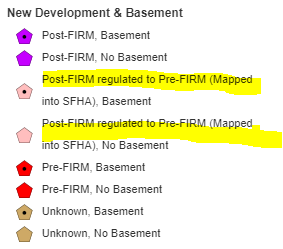 New Development & Basement
Post-FIRM, Basement
Post-FIRM, No Basement
Post-FIRM regulated to Pre-FIRM (Mapped
into SFHA), Basement
Post-FIRM regulated to Pre-FIRM (Mapped
into SFHA), No Basement
Pre-FIRM, Basement
Pre-FIRM, No Basement
Unknown, Basement
Unknown, No Basement